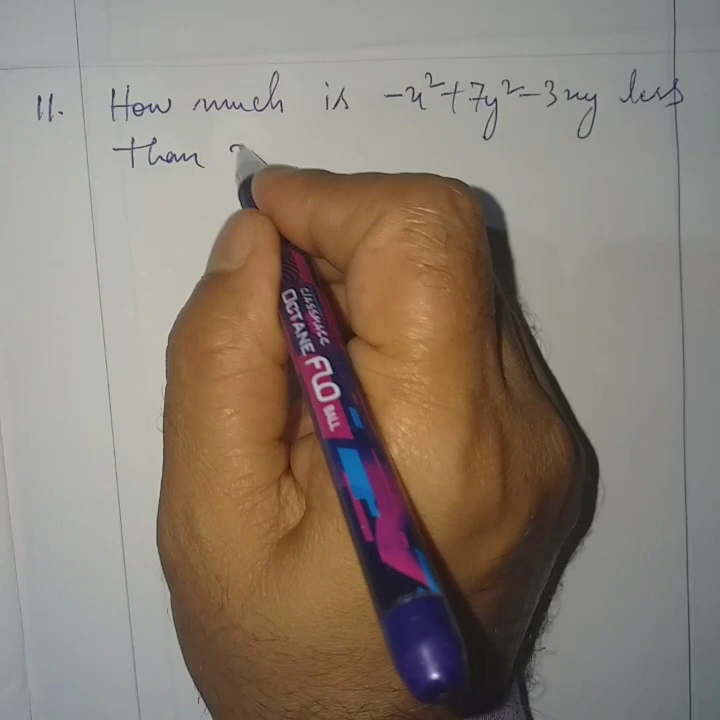 11. How much is -x²+7y²-3xy less
than
classmate
OCTANE FLO BALL